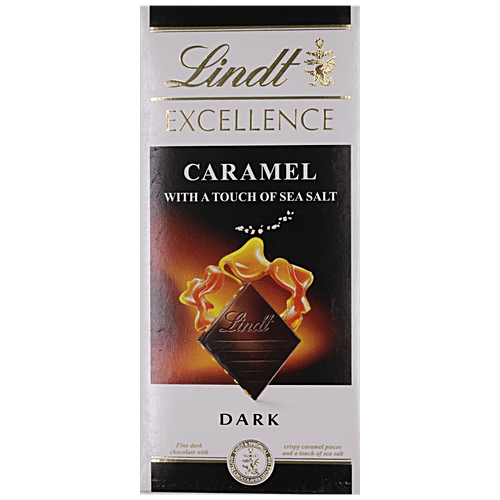 Lindt
EXCELLENCE
CARAMEL
WITH A TOUCH OF SEA SALT
Lindt
DARK
Fine dark
chocolate with
crispy caramel pieces
and a touch of sea salt